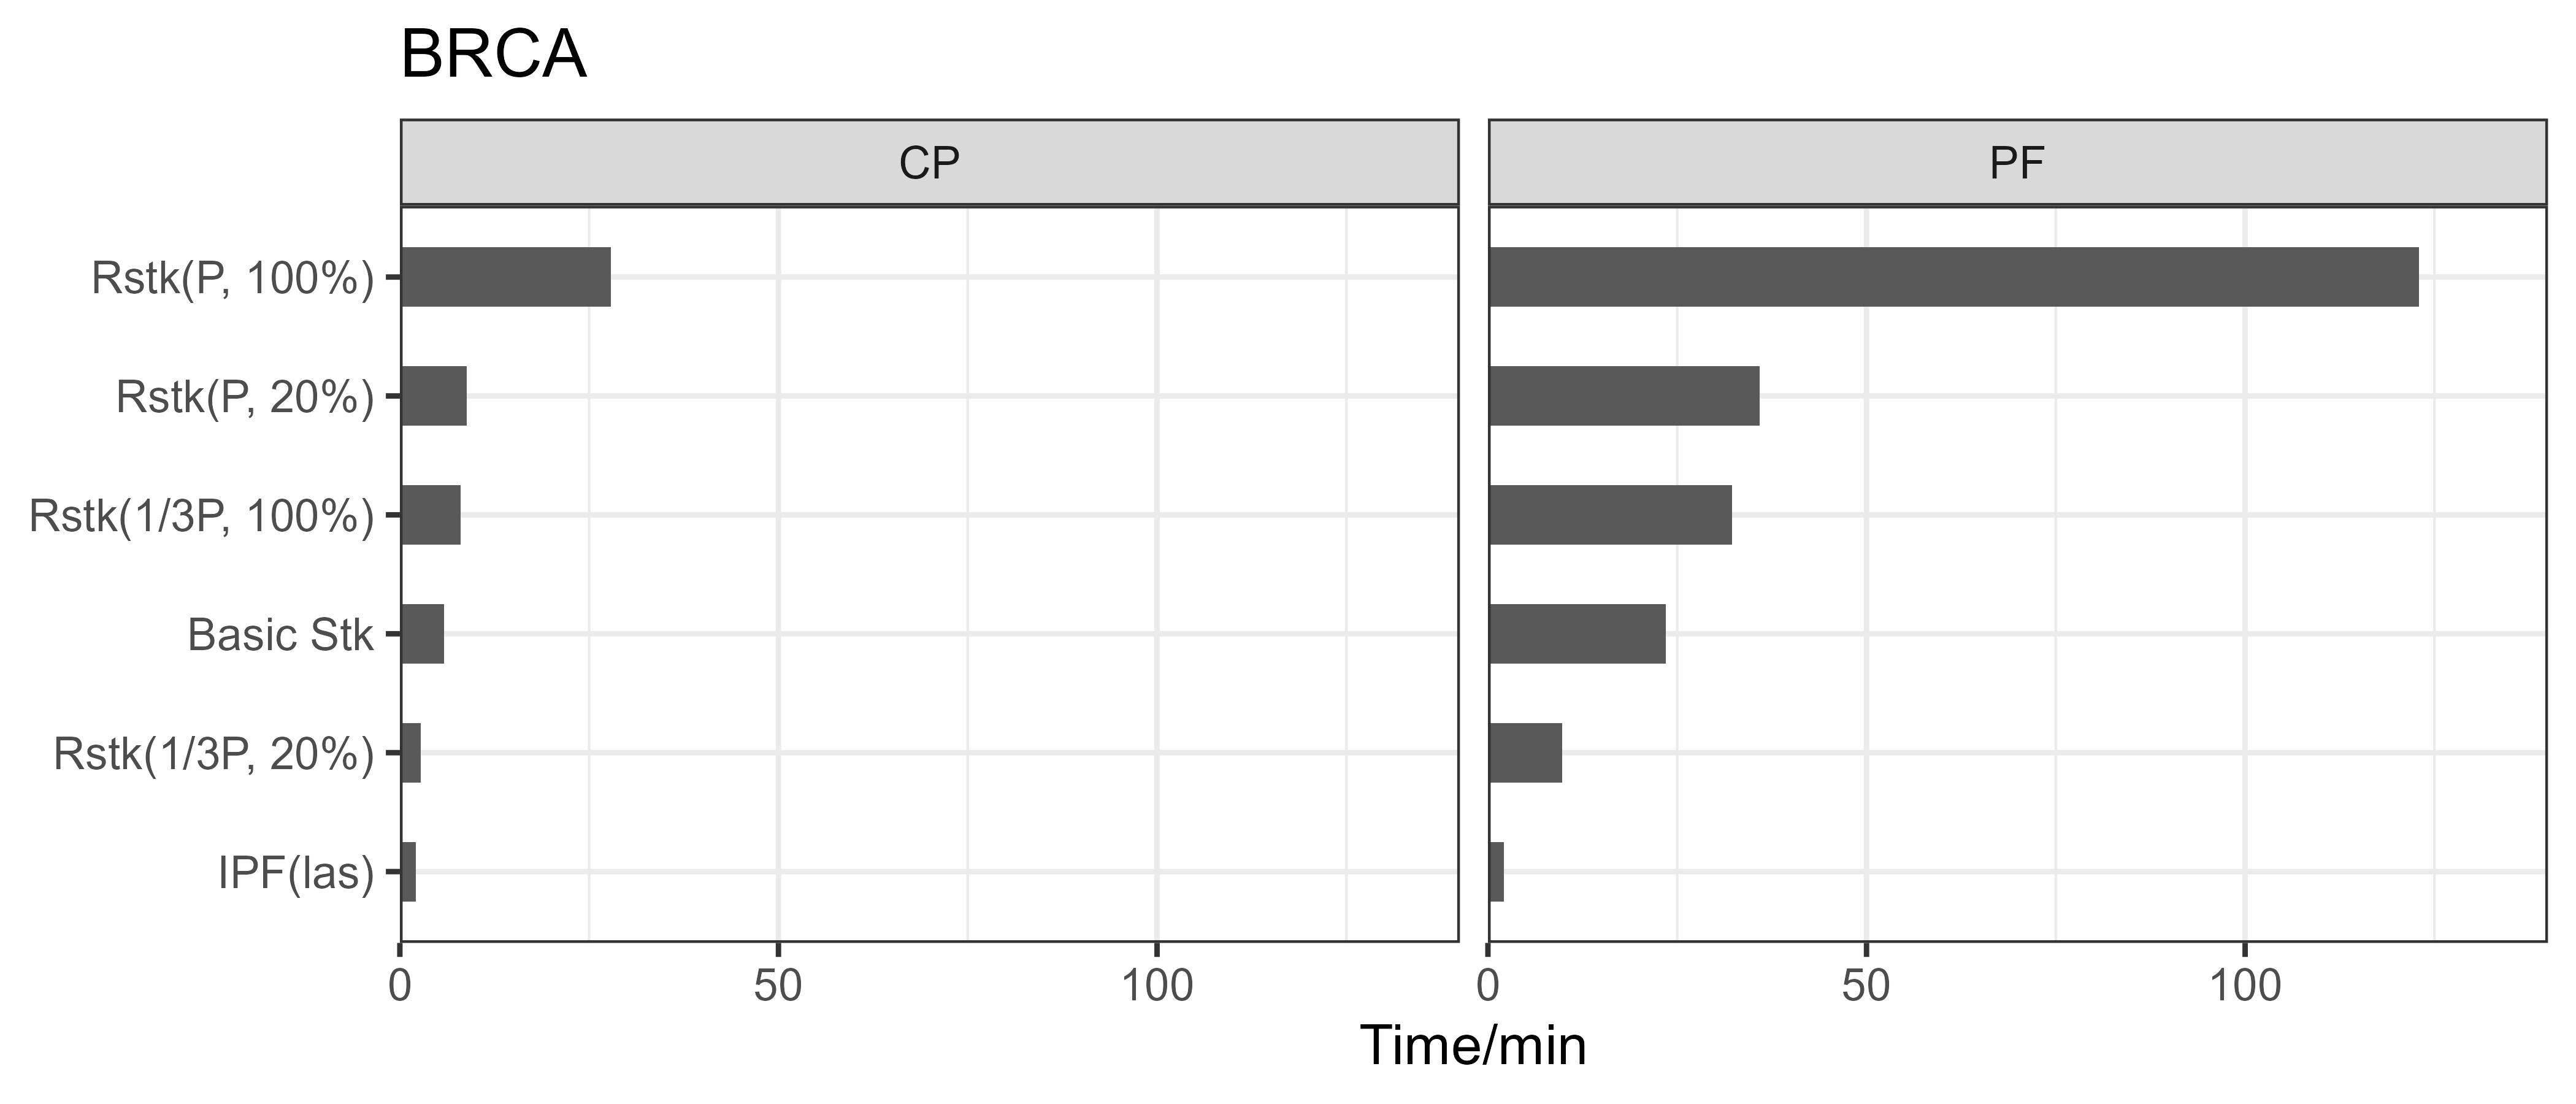 BRCA
CP
PF
Rstk(P, 100%)
Rstk(P, 20%)
Rstk(1/3P, 100%)
Basic Stk
Rstk(1/3P, 20%)
IPF(las)
0 50 100
0 50 100
Time/min